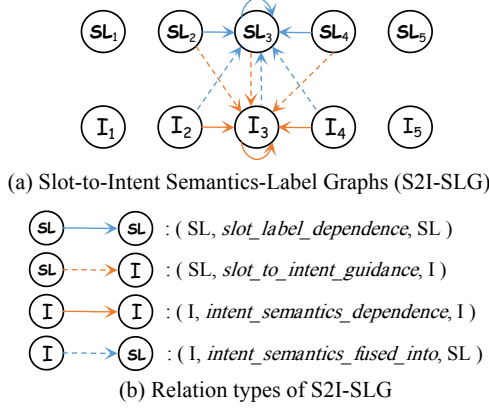 SL₁ SL₂ SL₃ SL₄ SL₅
I₁ I₂ I₃ I₄ I₅
(a) Slot-to-Intent Semantics-Label Graphs (S2I-SLG)
SL SL : ( SL, slot_label_dependence, SL )
SL I : ( SL, slot_to_intent_guidance, I )
I I : ( I, intent_semantics_dependence, I )
I SL : ( I, intent_semantics_fused_into, SL )
(b) Relation types of S2I-SLG